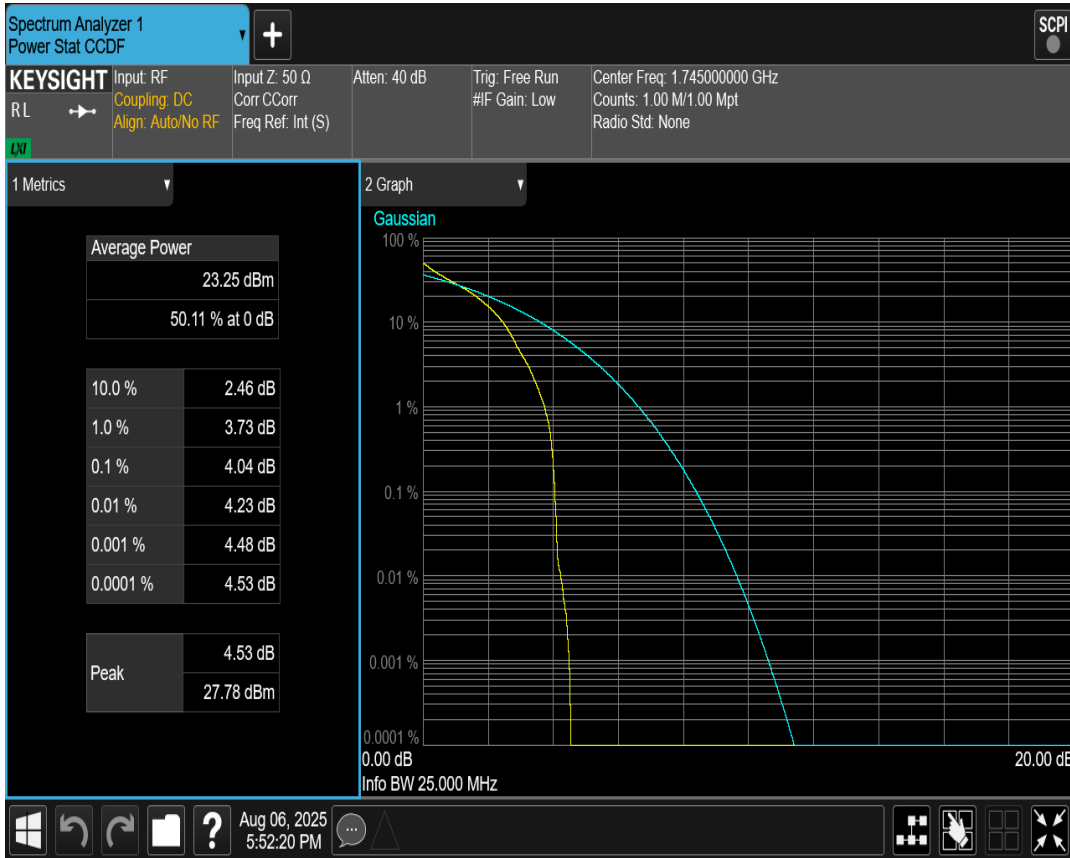 Spectrum Analyzer 1
Power Stat CCDF
▼
+
SCPI
KEYSIGHT
R L
LXI
Input: RF
Coupling: DC
Align: Auto/No RF
Input Z: 50 Ω
Corr CCorr
Freq Ref: Int (S)
Atten: 40 dB
Trig: Free Run
#IF Gain: Low
Center Freq: 1.745000000 GHz
Counts: 1.00 M/1.00 Mpt
Radio Std: None
1 Metrics ▼
Average Power
23.25 dBm
50.11 % at 0 dB
10.0 % 2.46 dB
1.0 % 3.73 dB
0.1 % 4.04 dB
0.01 % 4.23 dB
0.001 % 4.48 dB
0.0001 % 4.53 dB
Peak
4.53 dB
27.78 dBm
2 Graph ▼
Gaussian
100 %
10 %
1 %
0.1 %
0.01 %
0.001 %
0.0001 %
0.00 dB 20.00 dB
Info BW 25.000 MHz
?
Aug 06, 2025
5:52:20 PM